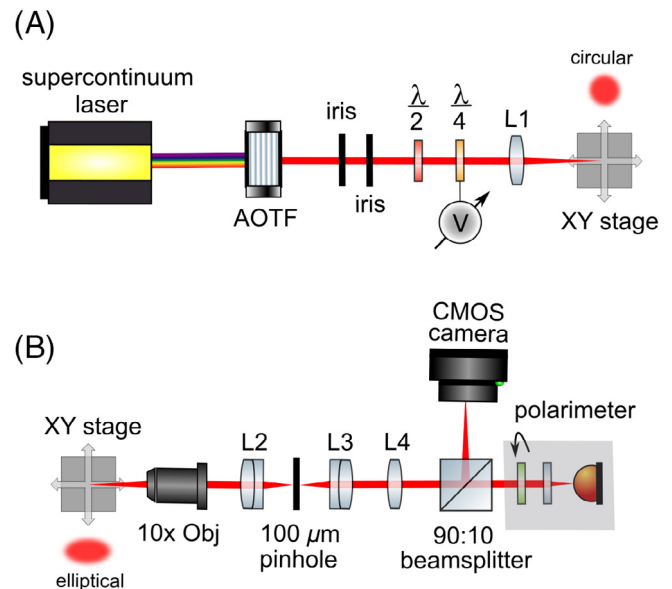 (A)
supercontinuum
laser
AOTF
iris
iris
λ
2
λ
4
V
L1
circular
XY stage
(B)
XY stage
elliptical
10x Obj
L2
100 µm
pinhole
L3
L4
CMOS
camera
90:10
beamsplitter
polarimeter